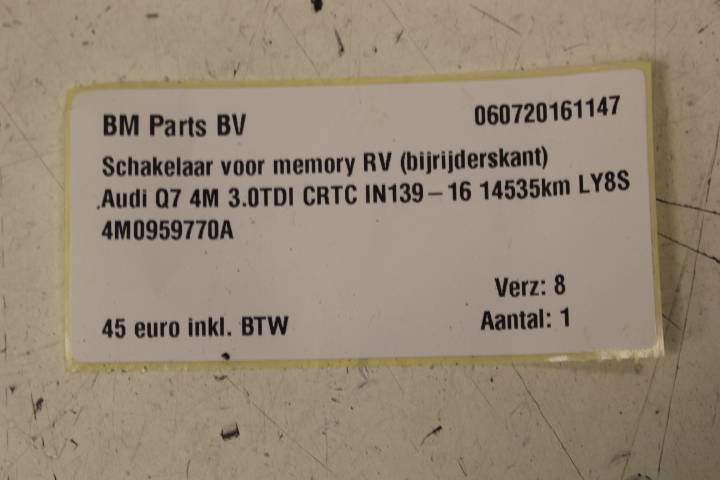 BM Parts BV
060720161147
Schakelaar voor memory RV (bijrijderskant)
Audi Q7 4M 3.0TDI CRTC IN139-16 14535km LY8S
4M0959770A
Verz: 8
45 euro inkl. BTW
Aantal: 1